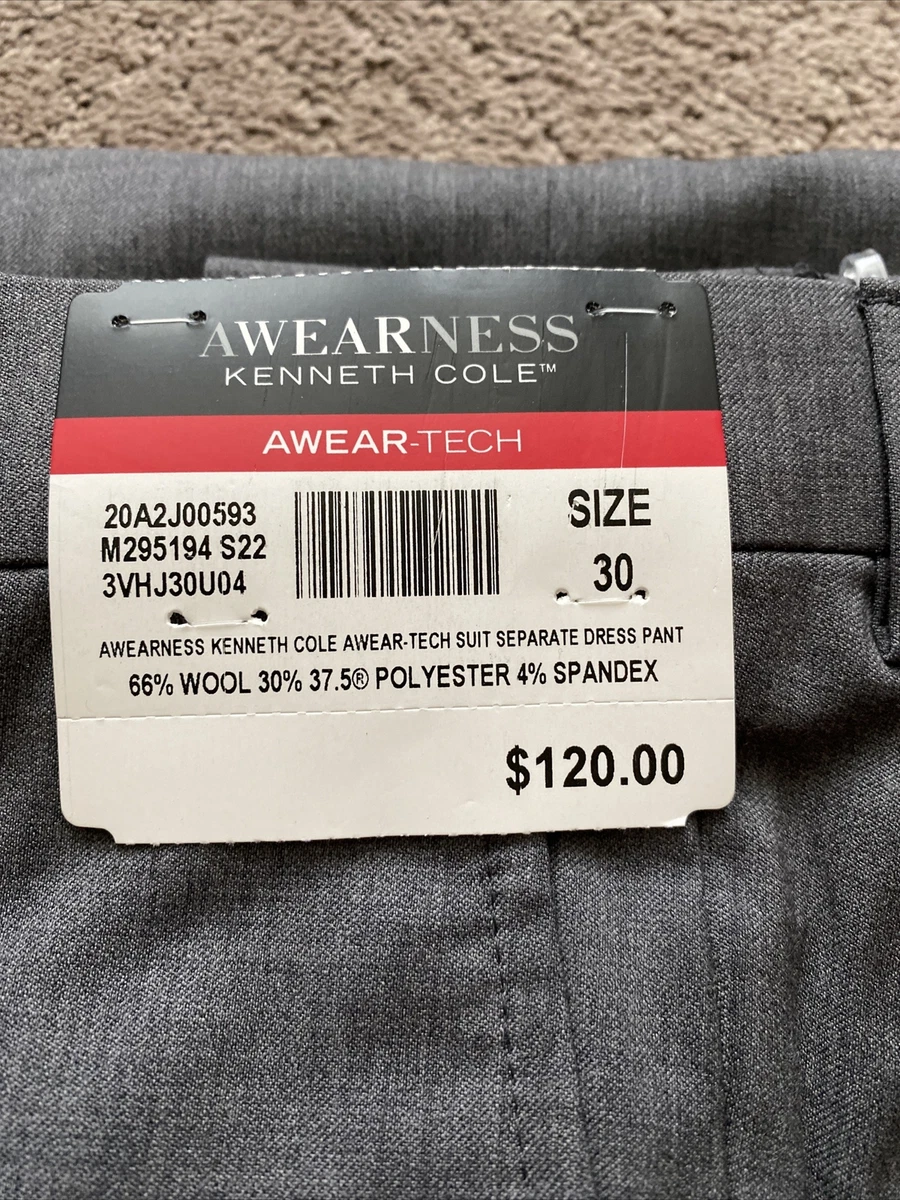 AWEARNESS
KENNETH COLE™
AWEAR-TECH
20A2J00593
M295194 S22
3VHJ30U04
SIZE
30
AWEARNESS KENNETH COLE AWEAR-TECH SUIT SEPARATE DRESS PANT
66% WOOL 30% 37.5® POLYESTER 4% SPANDEX
$120.00